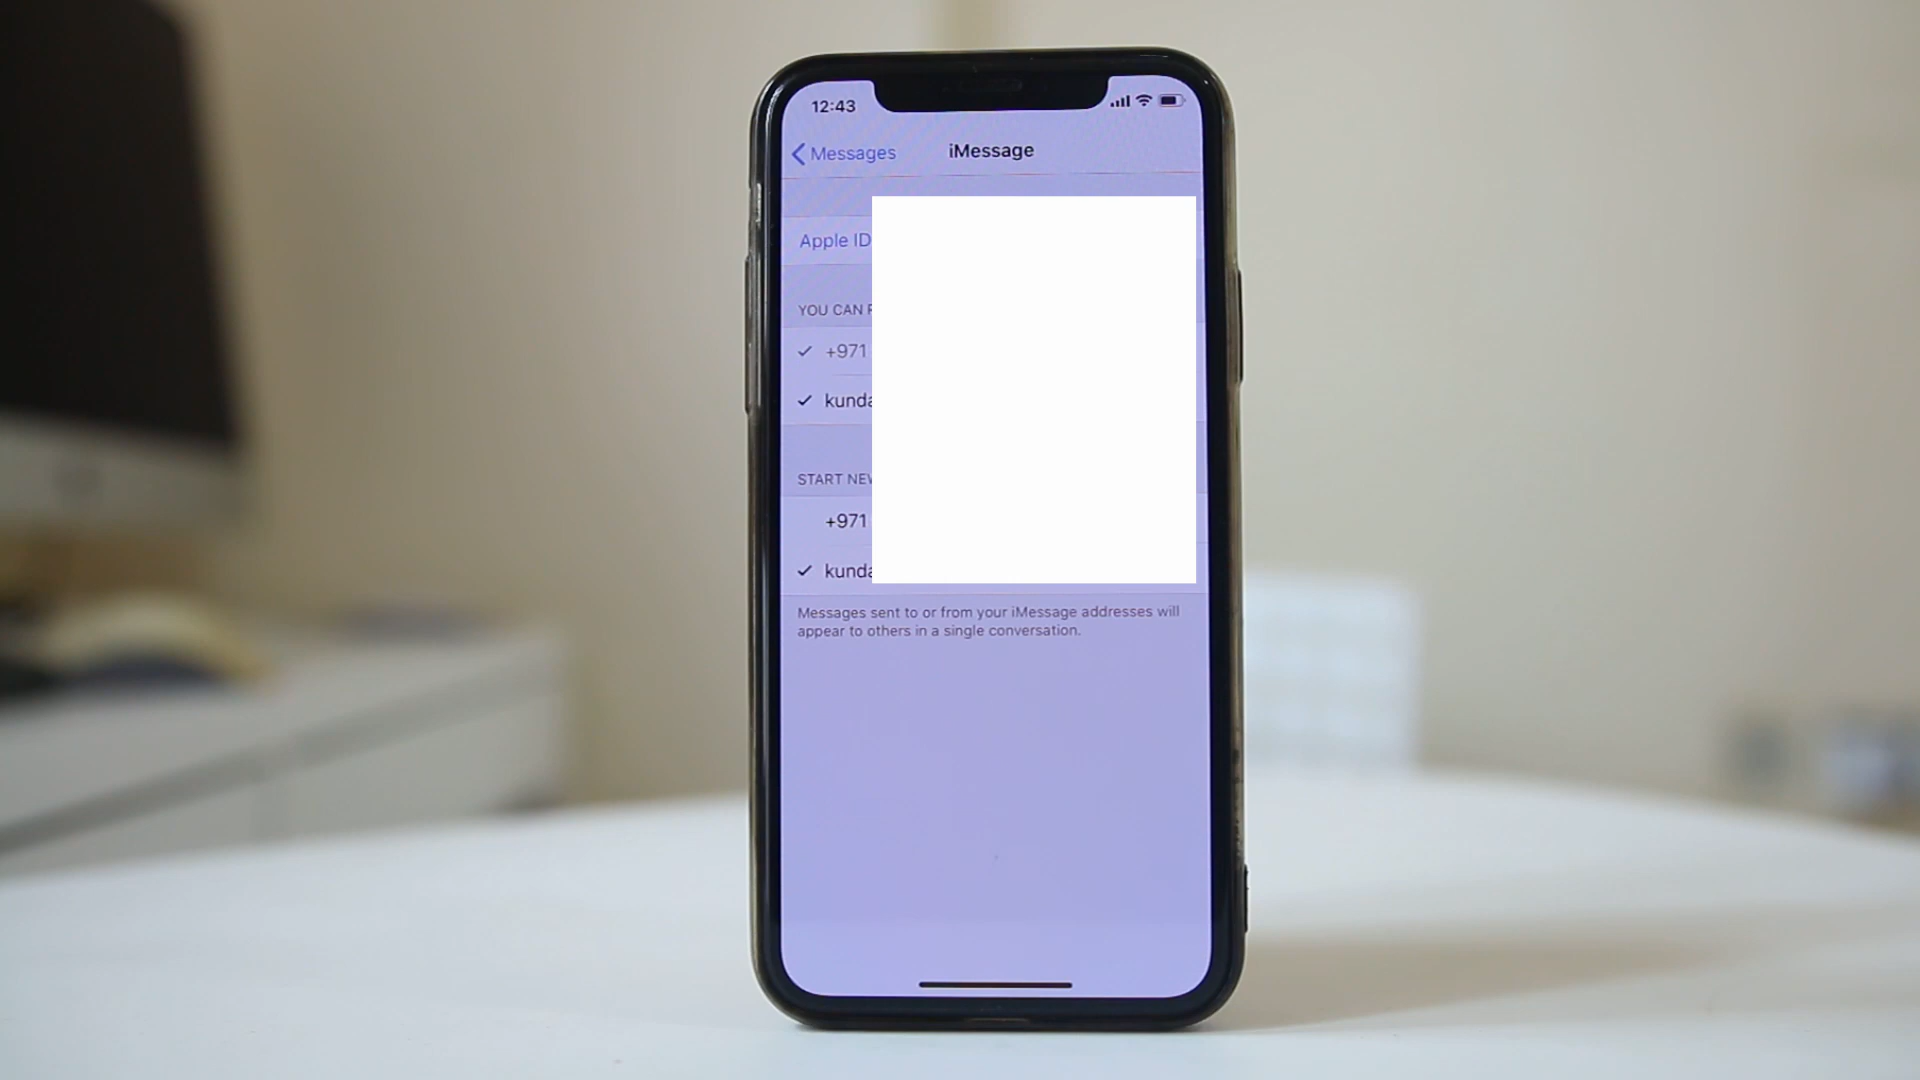 12:43
Messages
iMessage
Apple ID
YOU CAN
+971
kunda
START NEW
+971
kunda
Messages sent to or from your iMessage addresses will
appear to others in a single conversation.